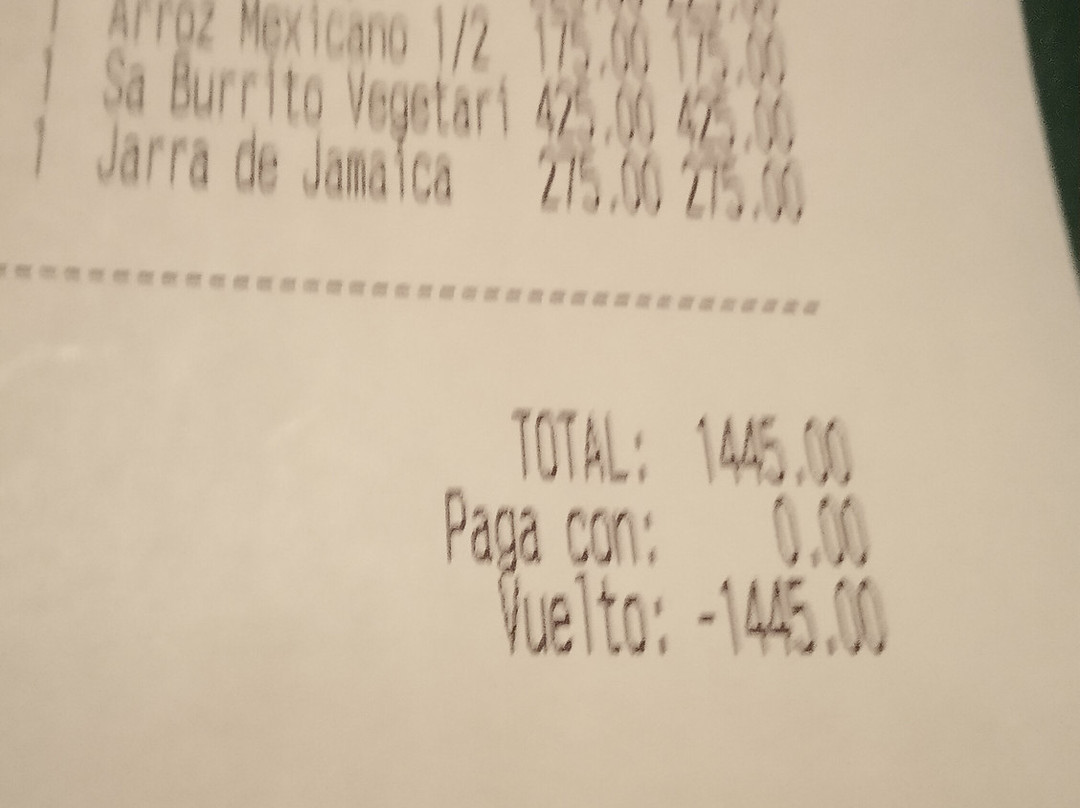 1 Arroz Mexicano 1/2 175.00 175.00
1 Sa Burrito Vegetari 425.00 425.00
1 Jarra de Jamaica 275.00 275.00
TOTAL: 1445.00
Paga con: 0.00
Vuelto: -1445.00